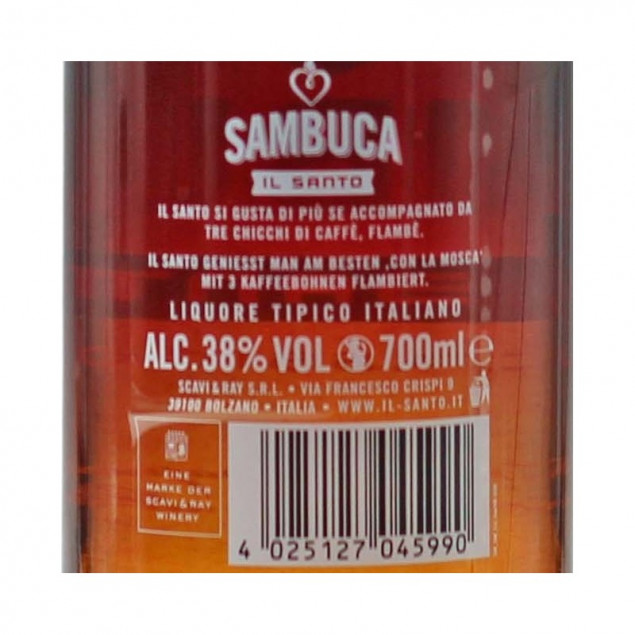 SAMBUCA
IL SANTO
IL SANTO SI GUSTA DI PIÙ SE ACCOMPAGNATO DA
TRE CHICCHI DI CAFFÈ, FLAMBÈ.
IL SANTO GENIESST MAN AM BESTEN ‚CON LA MOSCA‘
MIT 3 KAFFEEBOHNEN FLAMBIERT.
LIQUORE TIPICO ITALIANO
ALC. 38% VOL 700ml e
SCAVI & RAY S.R.L. • VIA FRANCESCO CRISPI 9
39100 BOLZANO • ITALIA • WWW.IL-SANTO.IT
EINE
MARKE DER
SCAVI & RAY
WINERY
4 025127 045990